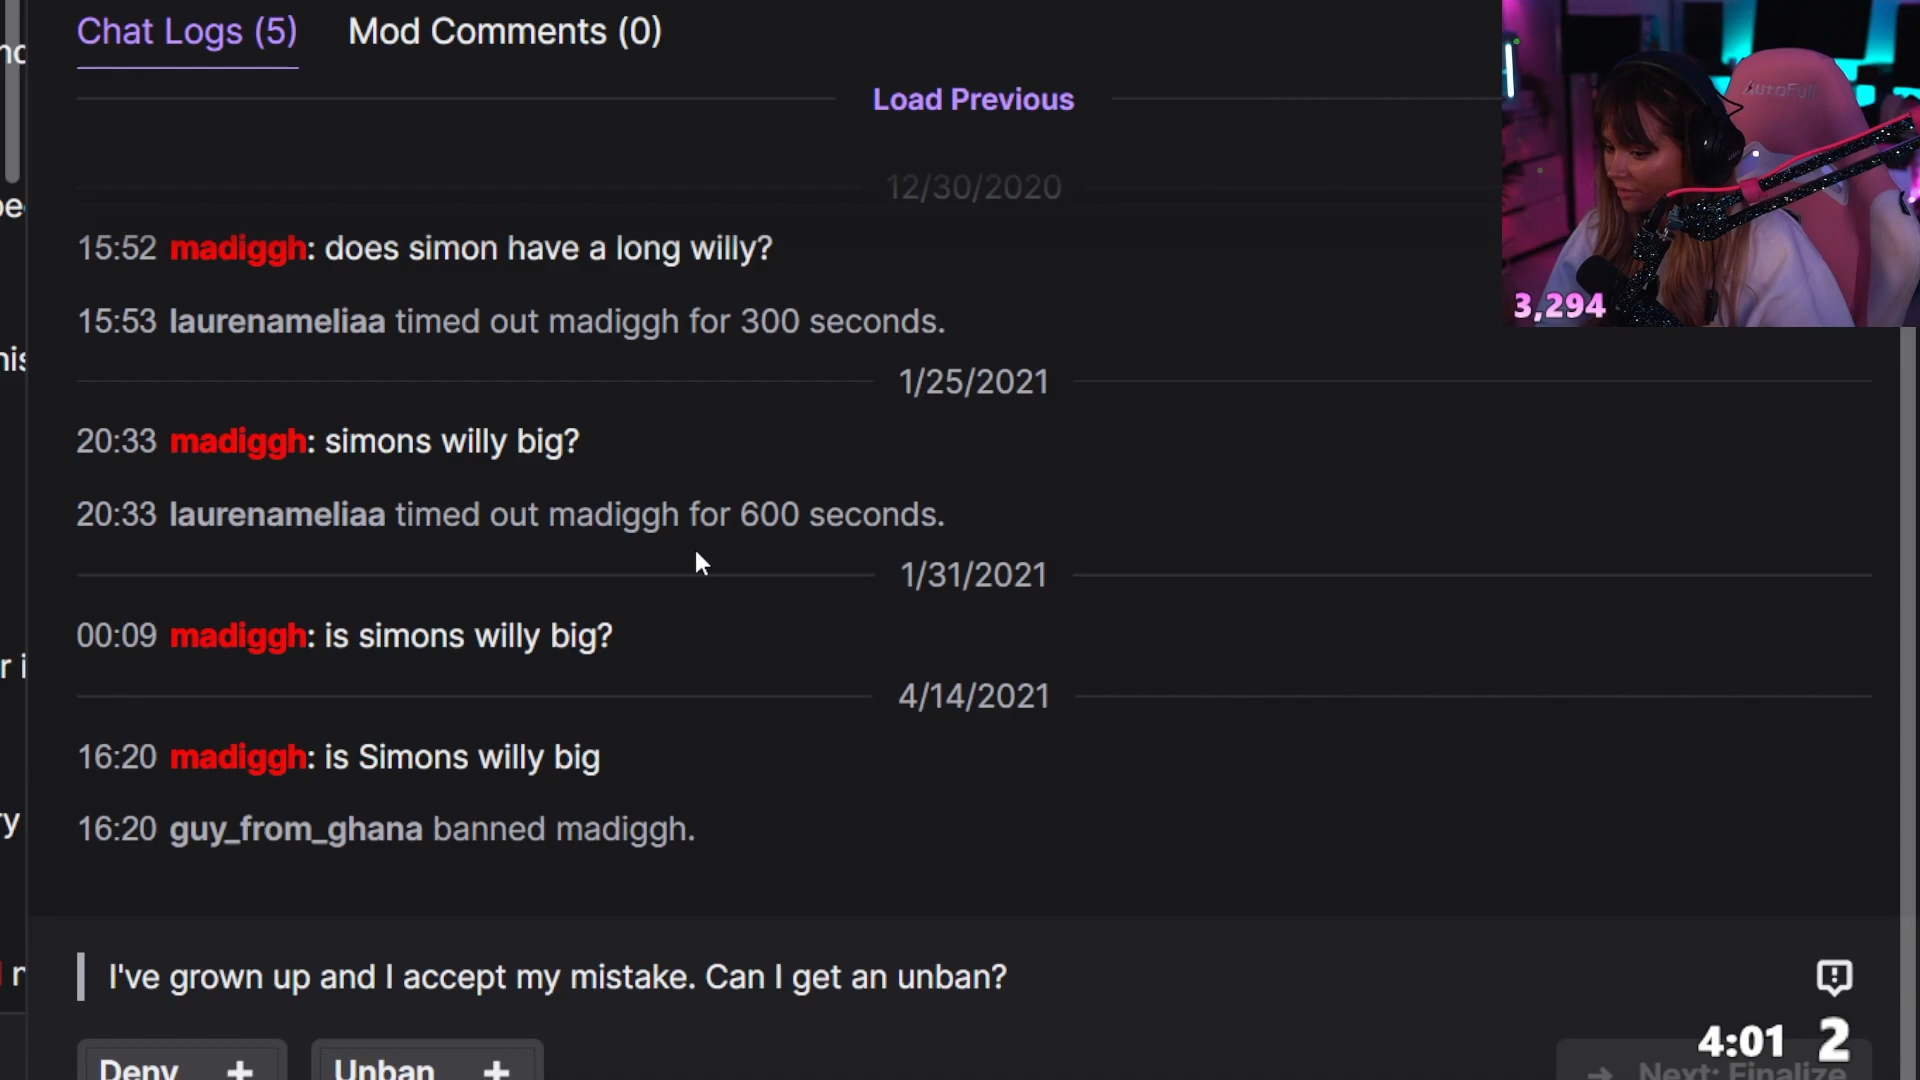 Chat Logs (5) Mod Comments (0)
Load Previous
12/30/2020
15:52 madiggh: does simon have a long willy?
15:53 laurenameliaa timed out madiggh for 300 seconds.
1/25/2021
20:33 madiggh: simons willy big?
20:33 laurenameliaa timed out madiggh for 600 seconds.
1/31/2021
00:09 madiggh: is simons willy big?
4/14/2021
16:20 madiggh: is Simons willy big
16:20 guy_from_ghana banned madiggh.
I've grown up and I accept my mistake. Can I get an unban?
Deny + Unban +
Next: Finalize
4:01 2
AutoFull
3,294